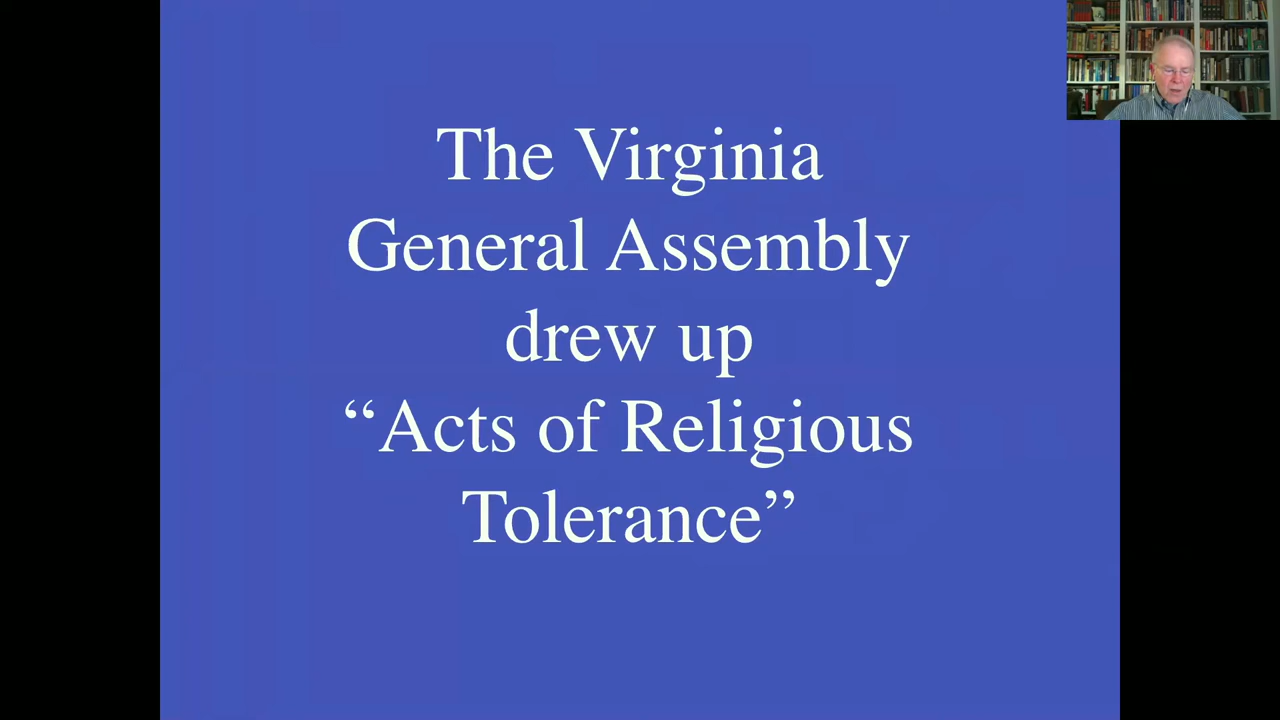 The Virginia
General Assembly
drew up
“Acts of Religious
Tolerance”